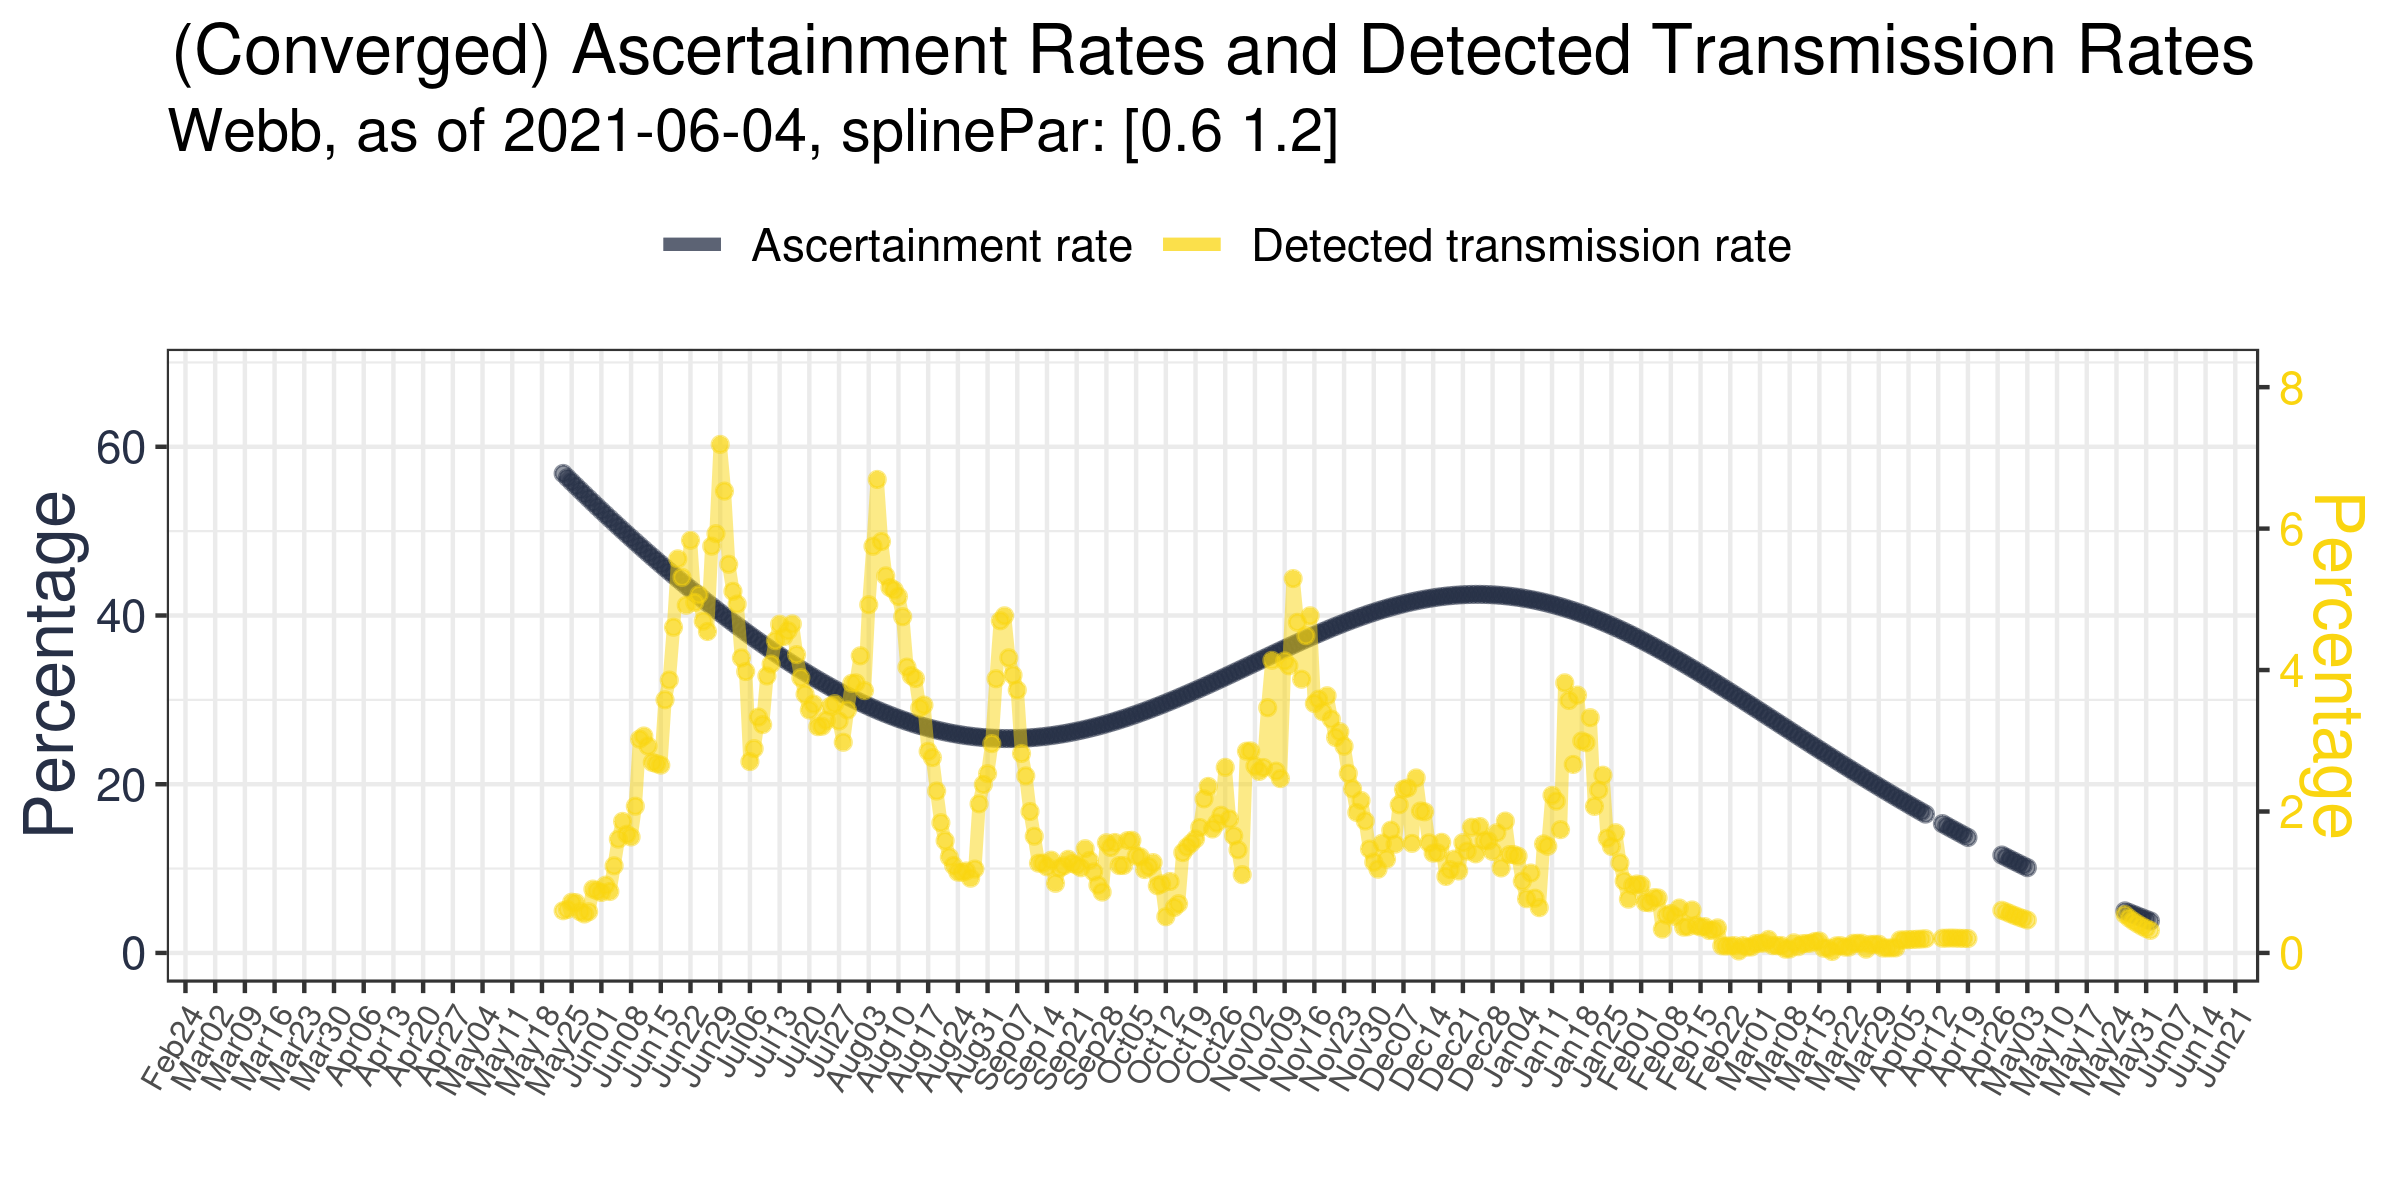 (Converged) Ascertainment Rates and Detected Transmission Rates
Webb, as of 2021-06-04, splinePar: [0.6 1.2]
Ascertainment rate Detected transmission rate
Percentage
60
40
20
0
8
6
4
2
0
Percentage
Feb24 Mar02 Mar09 Mar16 Mar23 Mar30 Apr06 Apr13 Apr20 Apr27 May04 May11 May18 May25 Jun01 Jun08 Jun15 Jun22 Jun29 Jul06 Jul13 Jul20 Jul27 Aug03 Aug10 Aug17 Aug24 Aug31 Sep07 Sep14 Sep21 Sep28 Oct05 Oct12 Oct19 Oct26 Nov02 Nov09 Nov16 Nov23 Nov30 Dec07 Dec14 Dec21 Dec28 Jan04 Jan11 Jan18 Jan25 Feb01 Feb08 Feb15 Feb22 Mar01 Mar08 Mar15 Mar22 Mar29 Apr05 Apr12 Apr19 Apr26 May03 May10 May17 May24 May31 Jun07 Jun14 Jun21